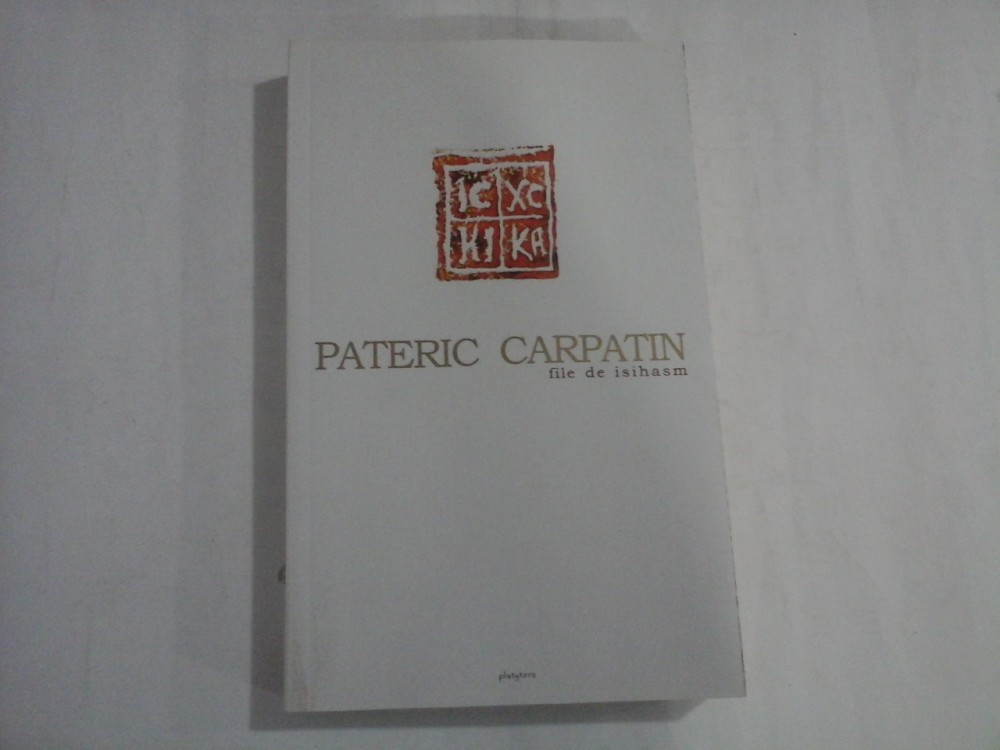 IC XC
NI KA
PATERIC CARPATIN
file de isihasm
platytera